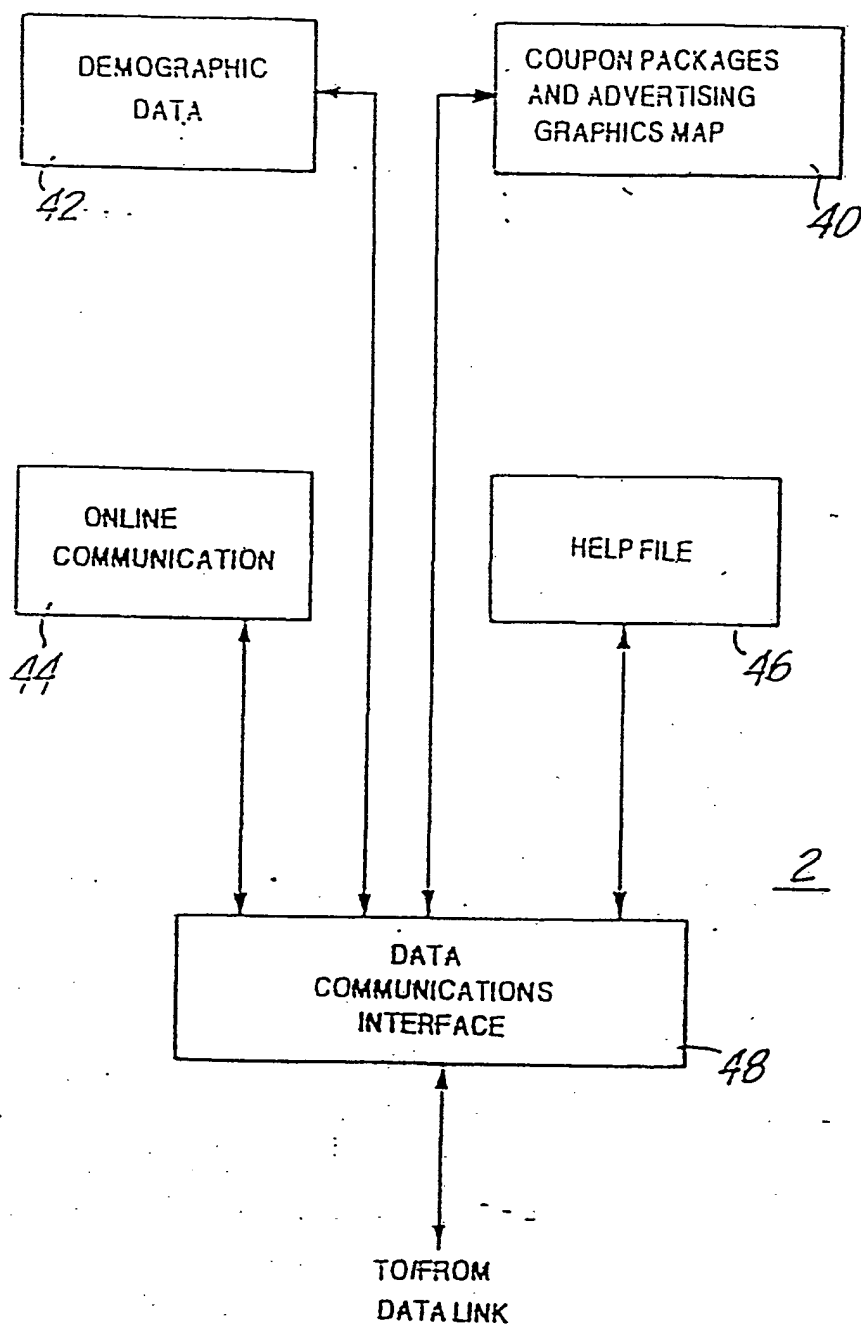 DEMOGRAPHIC
DATA
42
COUPON PACKAGES
AND ADVERTISING
GRAPHICS MAP
40
ONLINE
COMMUNICATION
44
HELP FILE
46
2
DATA
COMMUNICATIONS
INTERFACE
48
TO/FROM
DATA LINK